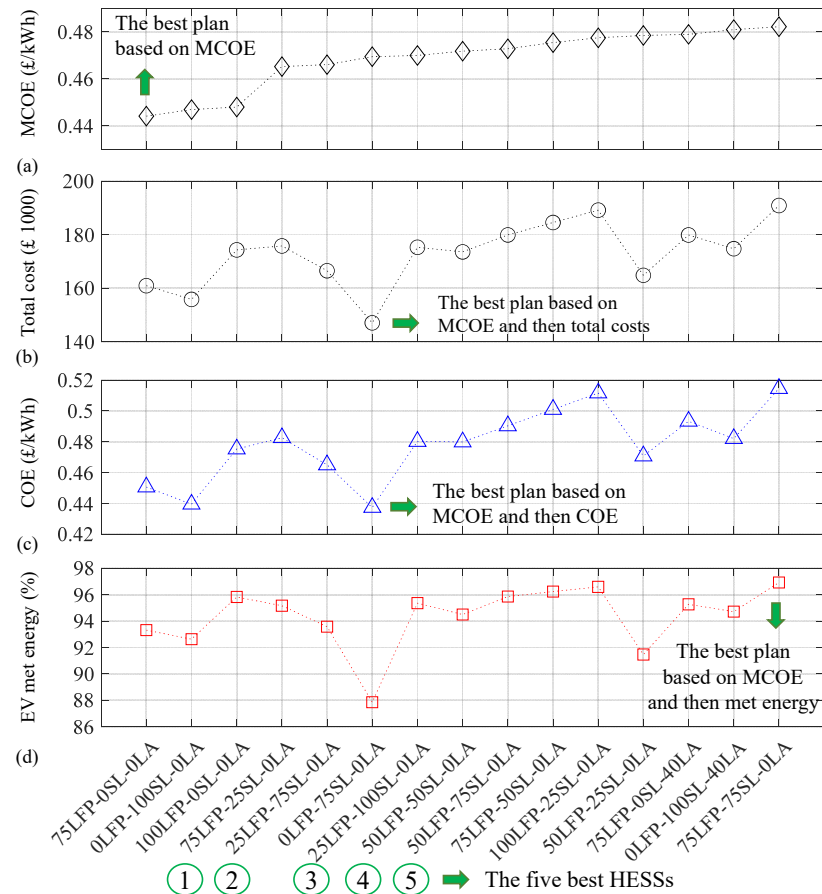 0.48
0.46
0.44
MCOE (£/kWh)
The best plan
based on MCOE
(a)
200
180
160
140
Total cost (£ 1000)
The best plan based on
MCOE and then total costs
(b)
0.52
0.5
0.48
0.46
0.44
0.42
COE (£/kWh)
The best plan based on
MCOE and then COE
(c)
98
96
94
92
90
88
86
EV met energy (%)
The best plan
based on MCOE
and then met energy
(d)
75LFP-0SL-0LA
0LFP-100SL-0LA
100LFP-0SL-0LA
75LFP-25SL-0LA
25LFP-75SL-0LA
0LFP-75SL-0LA
25LFP-100SL-0LA
50LFP-50SL-0LA
50LFP-75SL-0LA
75LFP-50SL-0LA
100LFP-25SL-0LA
50LFP-25SL-0LA
75LFP-0SL-40LA
0LFP-100SL-40LA
75LFP-75SL-0LA
1 2 3 4 5 The five best HESSs